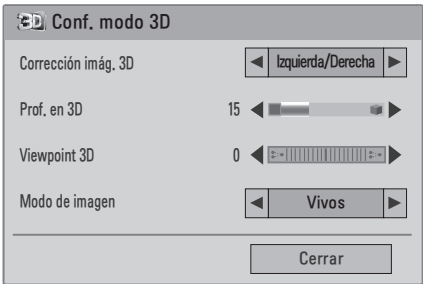 3D Conf. modo 3D
Corrección imág. 3D Izquierda/Derecha
Prof. en 3D 15
Viewpoint 3D 0
Modo de imagen Vivos
Cerrar